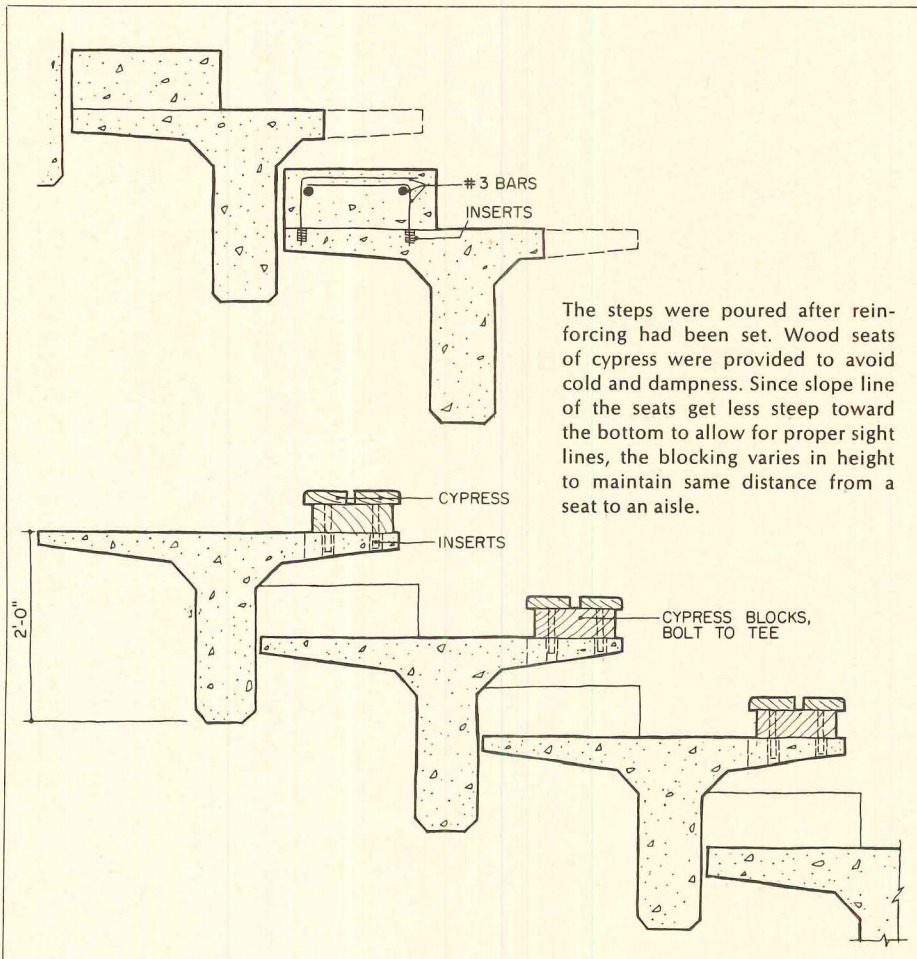 #3 BARS
INSERTS
The steps were poured after rein-
forcing had been set. Wood seats
of cypress were provided to avoid
cold and dampness. Since slope line
of the seats get less steep toward
the bottom to allow for proper sight
lines, the blocking varies in height
to maintain same distance from a
seat to an aisle.
CYPRESS
INSERTS
2'-0"
CYPRESS BLOCKS,
BOLT TO TEE